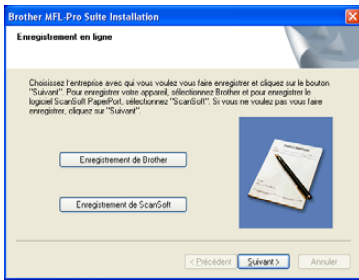 Brother MFL-Pro Suite Installation
Enregistrement en ligne
Choisissez l'entreprise avec qui vous voulez vous faire enregistrer et cliquez sur le bouton
"Suivant". Pour enregistrer votre appareil, sélectionnez Brother et pour enregistrer le
logiciel ScanSoft PaperPort, sélectionnez "ScanSoft". Si vous ne voulez pas vous faire
enregistrer, cliquez sur "Suivant".
Enregistrement de Brother
Enregistrement de ScanSoft
< Précédent Suivant > Annuler